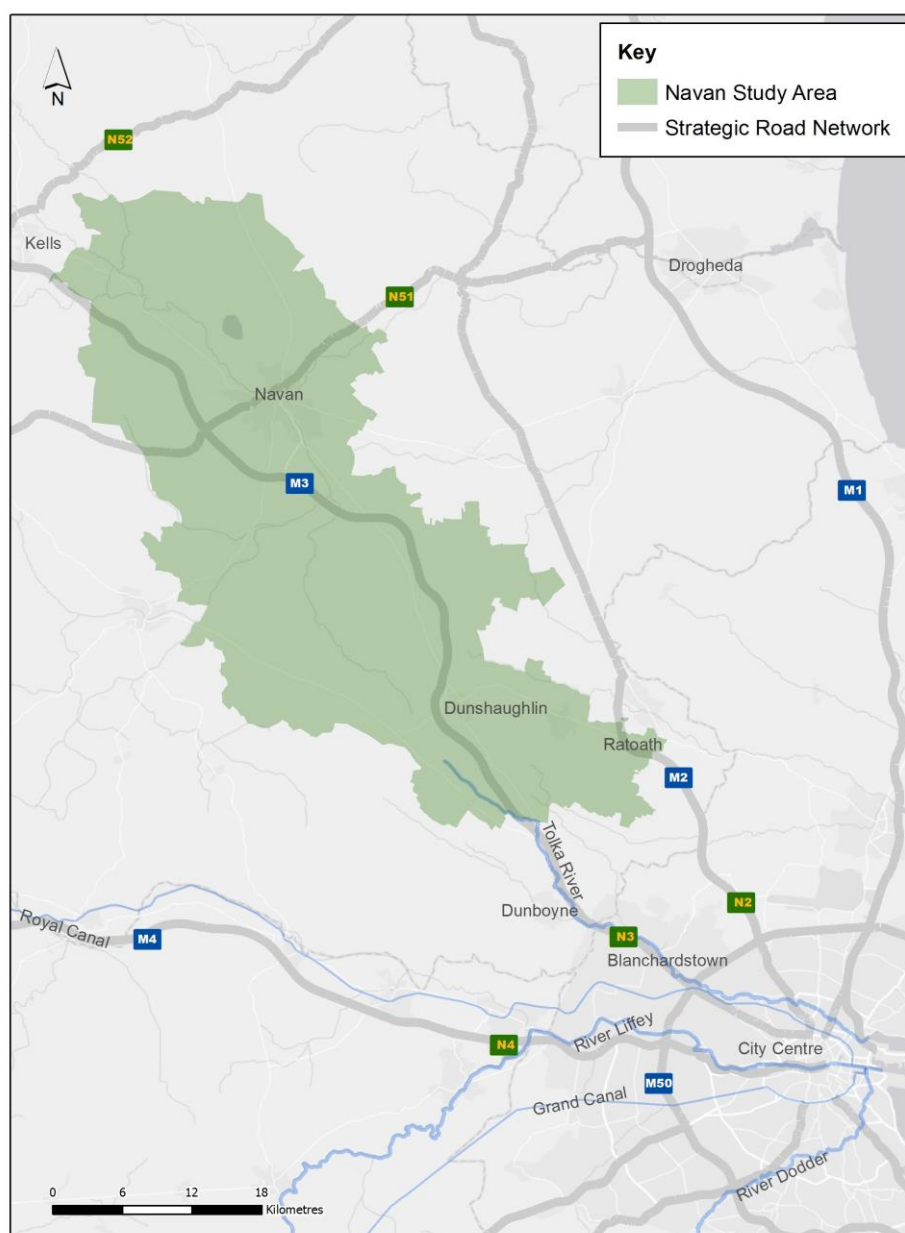 Key
Navan Study Area
Strategic Road Network
N
N52
Kells
Drogheda
N51
Navan
M3
M1
Dunshaughlin
Ratoath
M2
Tolka River
Dunboyne
N2
Royal Canal
M4
N3
Blanchardstown
N4
River Liffey
City Centre
M50
Grand Canal
River Dodder
0 6 12 18
Kilometres